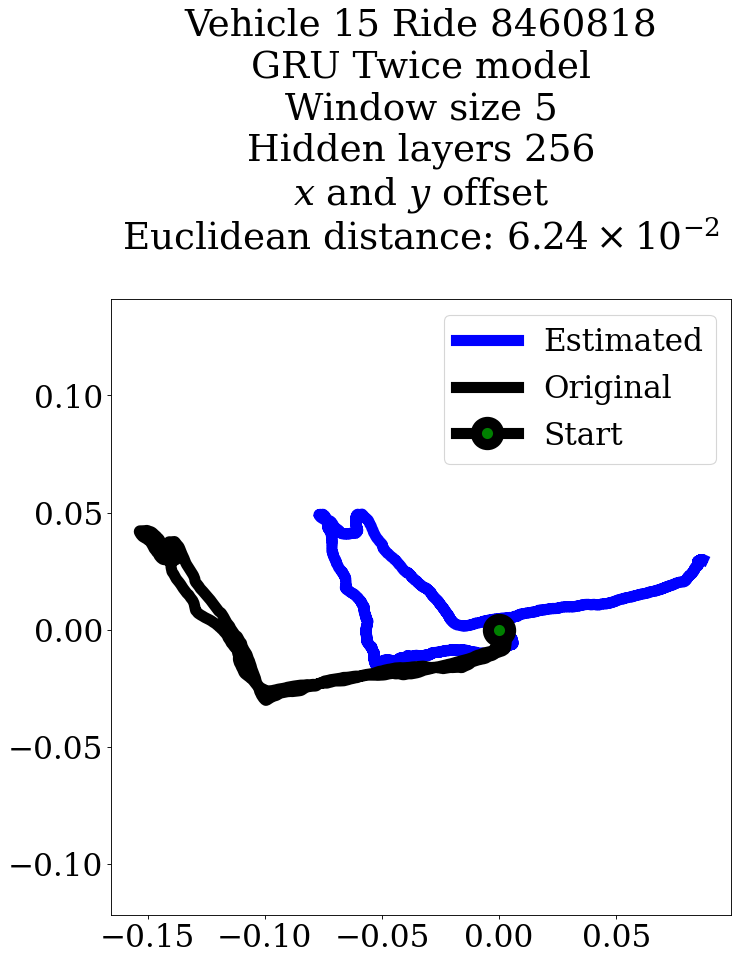 Vehicle 15 Ride 8460818
GRU Twice model
Window size 5
Hidden layers 256
x and y offset
Euclidean distance: 6.24 × 10⁻²
Estimated
Original
Start
0.10
0.05
0.00
−0.05
−0.10
−0.15 −0.10 −0.05 0.00 0.05